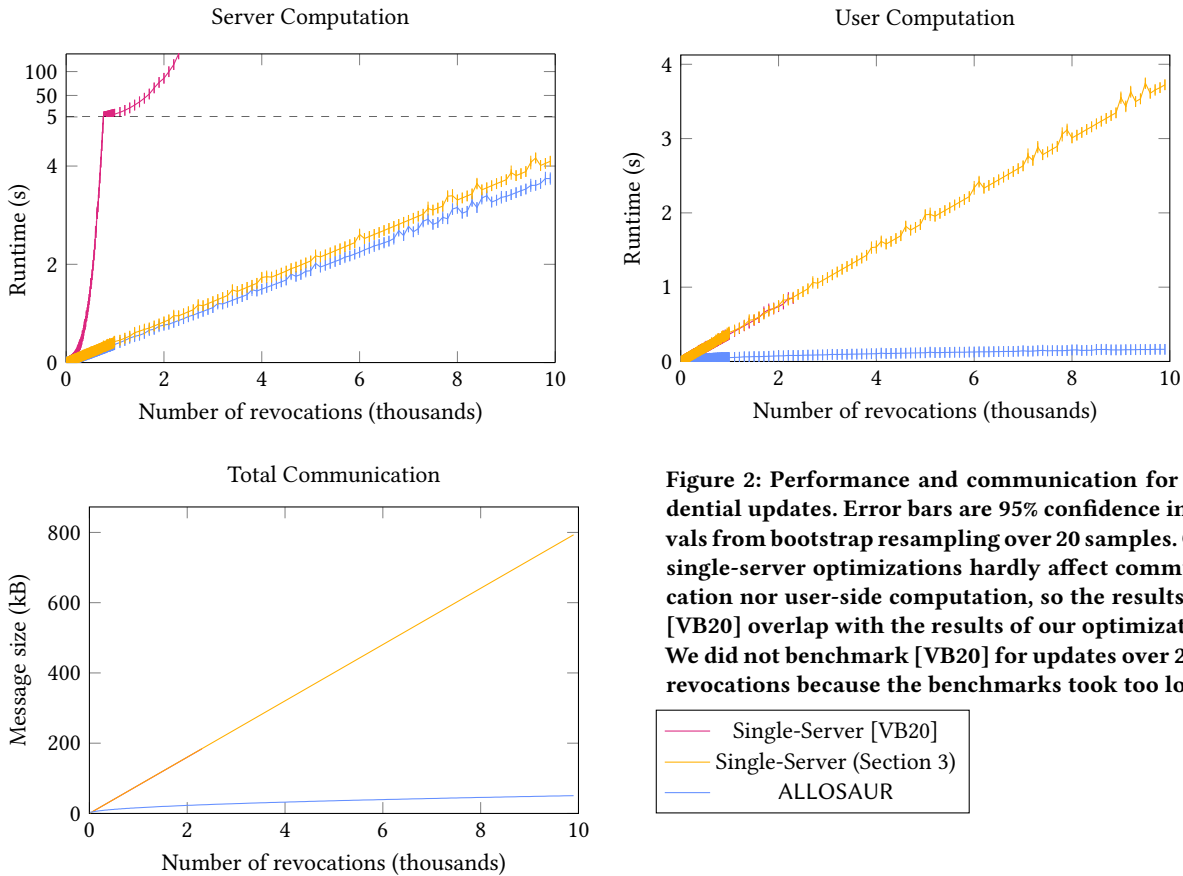 Server Computation
100
50
5
4
2
0
Runtime (s)
0 2 4 6 8 10
Number of revocations (thousands)
User Computation
4
3
2
1
0
Runtime (s)
0 2 4 6 8 10
Number of revocations (thousands)
Total Communication
800
600
400
200
0
Message size (kB)
0 2 4 6 8 10
Number of revocations (thousands)
Figure 2: Performance and communication for
dential updates. Error bars are 95% confidence in
vals from bootstrap resampling over 20 samples.
single-server optimizations hardly affect commu
cation nor user-side computation, so the results
[VB20] overlap with the results of our optimizat
We did not benchmark [VB20] for updates over 2
revocations because the benchmarks took too lo
Single-Server [VB20]
Single-Server (Section 3)
ALLOSAUR